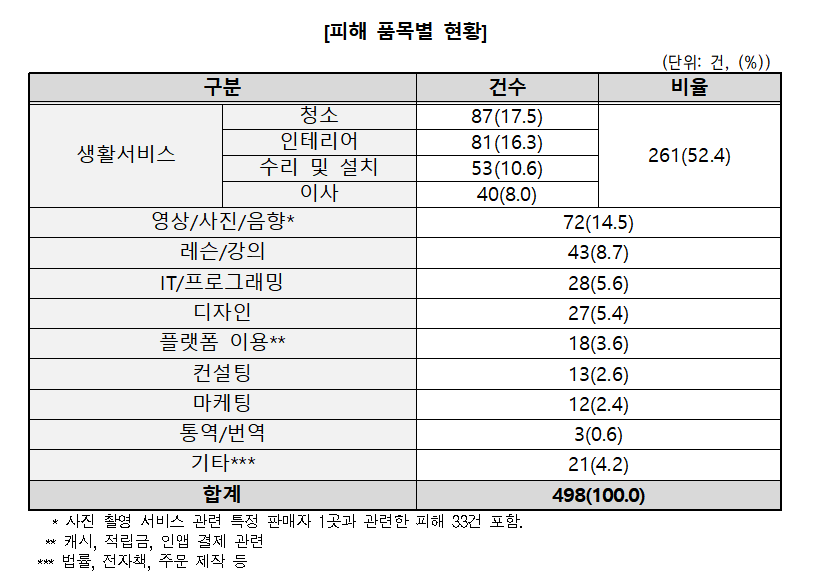 [피해 품목별 현황]
(단위: 건, (%))
구분 건수 비율
생활서비스 청소 87(17.5) 261(52.4)
인테리어 81(16.3)
수리 및 설치 53(10.6)
이사 40(8.0)
영상/사진/음향* 72(14.5)
레슨/강의 43(8.7)
IT/프로그래밍 28(5.6)
디자인 27(5.4)
플랫폼 이용** 18(3.6)
컨설팅 13(2.6)
마케팅 12(2.4)
통역/번역 3(0.6)
기타*** 21(4.2)
합계 498(100.0)
* 사진 촬영 서비스 관련 특정 판매자 1곳과 관련한 피해 33건 포함.
** 캐시, 적립금, 인앱 결제 관련
*** 법률, 전자책, 주문 제작 등